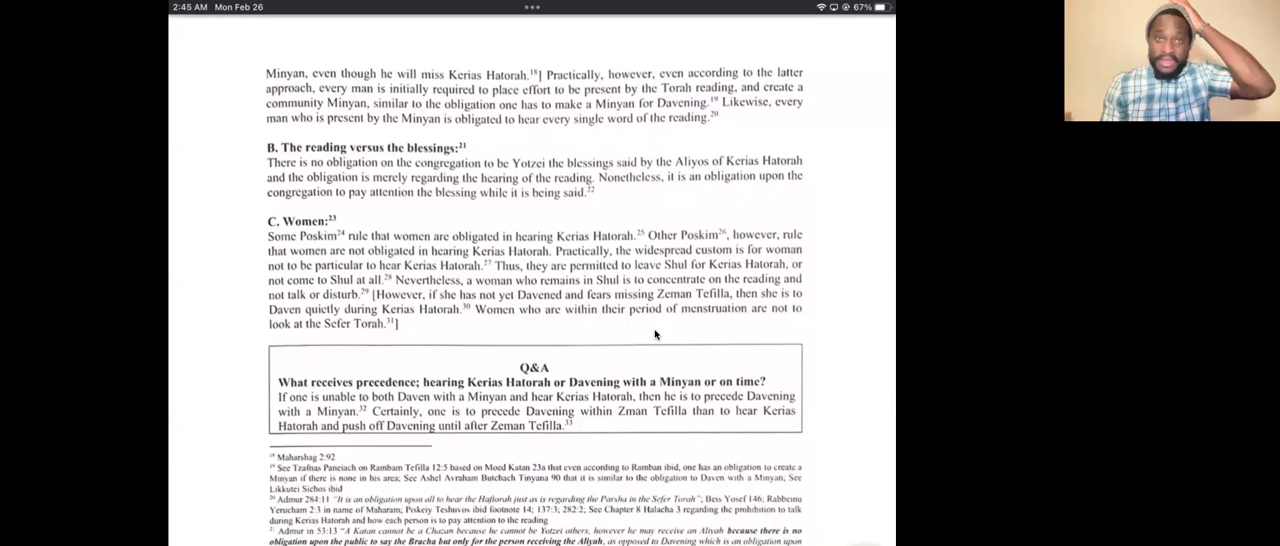 2:45 AM Mon Feb 26
67%
Minyan, even though he will miss Kerias Hatorah.¹⁸] Practically, however, even according to the latter
approach, every man is initially required to place effort to be present by the Torah reading, and create a
community Minyan, similar to the obligation one has to make a Minyan for Davening.¹⁹ Likewise, every
man who is present by the Minyan is obligated to hear every single word of the reading.²⁰
B. The reading versus the blessings:²¹
There is no obligation on the congregation to be Yotzei the blessings said by the Aliyos of Kerias Hatorah
and the obligation is merely regarding the hearing of the reading. Nonetheless, it is an obligation upon the
congregation to pay attention the blessing while it is being said.²²
C. Women:²³
Some Poskim²⁴ rule that women are obligated in hearing Kerias Hatorah.²⁵ Other Poskim²⁶, however, rule
that women are not obligated in hearing Kerias Hatorah. Practically, the widespread custom is for woman
not to be particular to hear Kerias Hatorah.²⁷ Thus, they are permitted to leave Shul for Kerias Hatorah, or
not come to Shul at all.²⁸ Nevertheless, a woman who remains in Shul is to concentrate on the reading and
not talk or disturb.²⁹ [However, if she has not yet Davened and fears missing Zeman Tefilla, then she is to
Daven quietly during Kerias Hatorah.³⁰ Women who are within their period of menstruation are not to
look at the Sefer Torah.³¹]
Q&A
What receives precedence; hearing Kerias Hatorah or Davening with a Minyan or on time?
If one is unable to both Daven with a Minyan and hear Kerias Hatorah, then he is to precede Davening
with a Minyan.³² Certainly, one is to precede Davening within Zman Tefilla than to hear Kerias
Hatorah and push off Davening until after Zeman Tefilla.³³
¹⁸ Maharshag 2:92
¹⁹ See Tzafnas Paneiach on Rambam Tefilla 12:5 based on Moed Katan 23a that even according to Ramban ibid, one has an obligation to create a
Minyan if there is none in his area; See Ashel Avraham Butchach Tinyana 90 that it is similar to the obligation to Daven with a Minyan; See
Likkutei Sichos ibid
²⁰ Admur 284:11 "It is an obligation upon all to hear the Haftorah just as is regarding the Parsha in the Sefer Torah"; Beis Yosef 146; Rabbeinu
Yerucham 2:3 in name of Maharam; Piskeiy Teshuvos ibid footnote 14; 137:3; 282:2; See Chapter 8 Halacha 3 regarding the prohibition to talk
during Kerias Hatorah and how each person is to pay attention to the reading
²¹ Admur in 53:13 "A Katan cannot be a Chazan because he cannot be Yotzei others, however he may receive an Aliyah because there is no
obligation upon the public to say the Bracha but only for the person receiving the Aliyah, as opposed to Davening which is an obligation upon